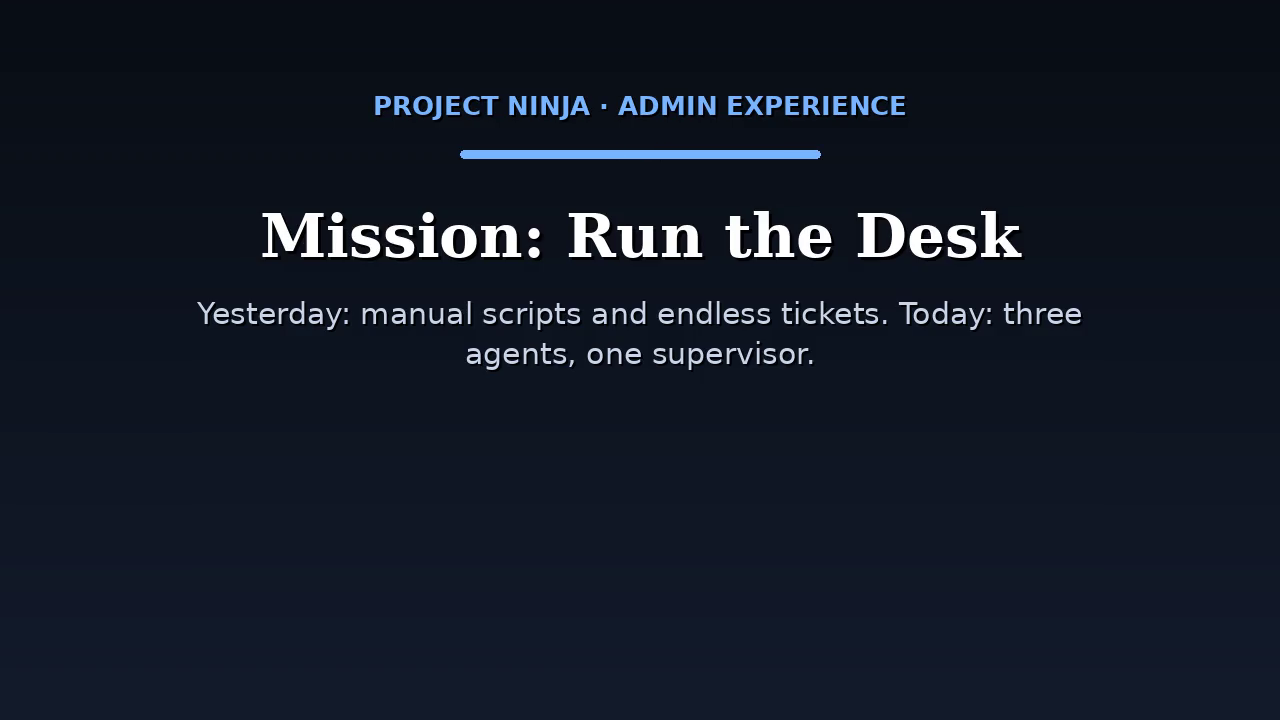 PROJECT NINJA · ADMIN EXPERIENCE
Mission: Run the Desk
Yesterday: manual scripts and endless tickets. Today: three
agents, one supervisor.